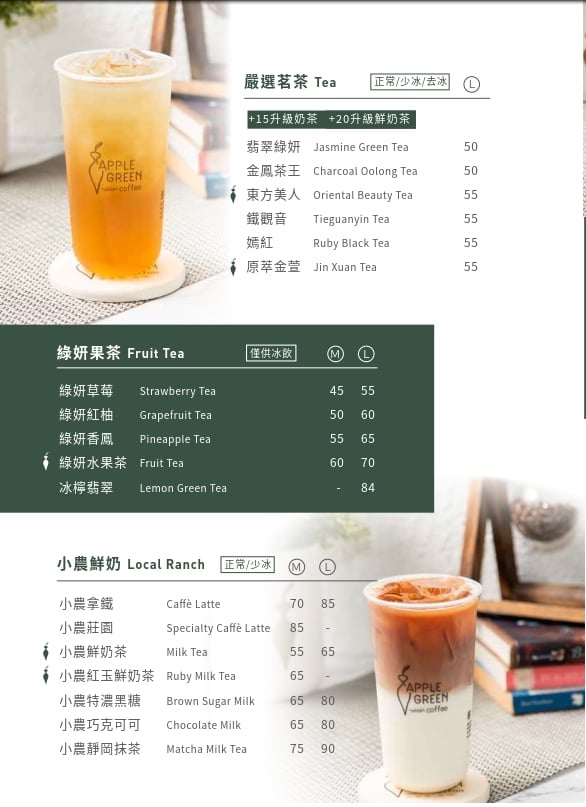 APPLE
GREEN
coffee
嚴選茗茶 Tea 正常/少冰/去冰 L
+15升級奶茶 +20升級鮮奶茶
翡翠綠妍 Jasmine Green Tea 50
金鳳茶王 Charcoal Oolong Tea 50
東方美人 Oriental Beauty Tea 55
鐵觀音 Tieguanyin Tea 55
嫣紅 Ruby Black Tea 55
原萃金萱 Jin Xuan Tea 55
綠妍果茶 Fruit Tea 僅供冰飲 M L
綠妍草莓 Strawberry Tea 45 55
綠妍紅柚 Grapefruit Tea 50 60
綠妍香鳳 Pineapple Tea 55 65
綠妍水果茶 Fruit Tea 60 70
冰檸翡翠 Lemon Green Tea - 84
小農鮮奶 Local Ranch 正常/少冰 M L
小農拿鐵 Caffè Latte 70 85
小農莊園 Specialty Caffè Latte 85 -
小農鮮奶茶 Milk Tea 55 65
小農紅玉鮮奶茶 Ruby Milk Tea 65 -
小農特濃黑糖 Brown Sugar Milk 65 80
小農巧克可可 Chocolate Milk 65 80
小農靜岡抹茶 Matcha Milk Tea 75 90
APPLE
GREEN
coffee